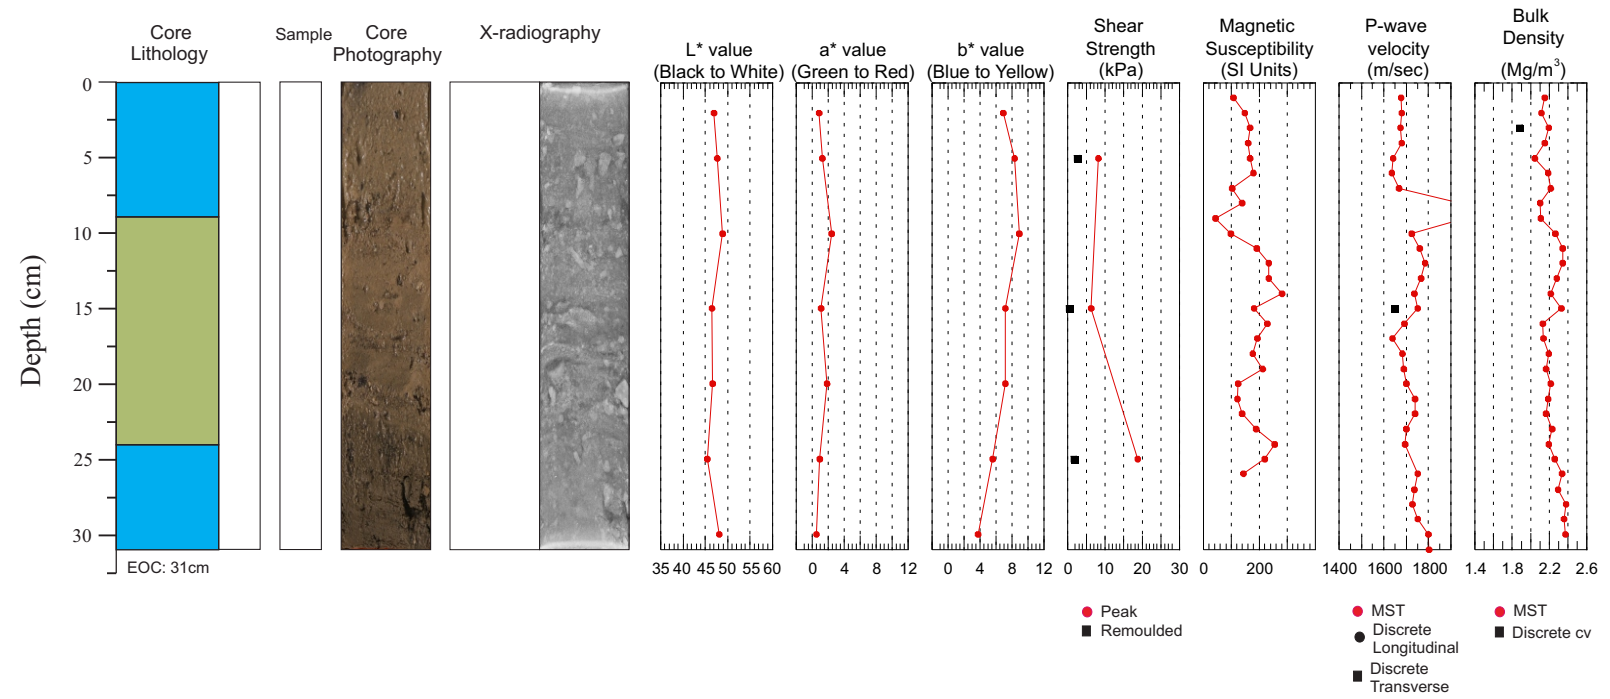 Core
Lithology
Sample
Core
Photography
X-radiography
L* value
(Black to White)
a* value
(Green to Red)
b* value
(Blue to Yellow)
Shear
Strength
(kPa)
Magnetic
Susceptibility
(SI Units)
P-wave
velocity
(m/sec)
Bulk
Density
(Mg/m³)
Depth (cm)
0
5
10
15
20
25
30
EOC: 31cm
35 40 45 50 55 60
0 4 8 12
0 4 8 12
0 10 20 30
0 200
1400 1600 1800
1.4 1.8 2.2 2.6
Peak
Remoulded
MST
Discrete
Longitudinal
Discrete
Transverse
MST
Discrete cv